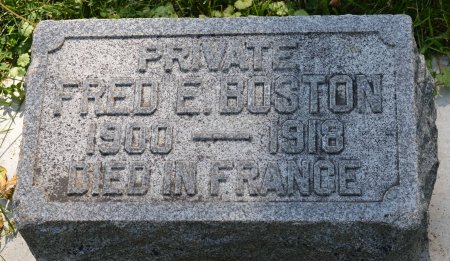 PRIVATE
FRED E. BOSTON
1900 — 1918
DIED IN FRANCE